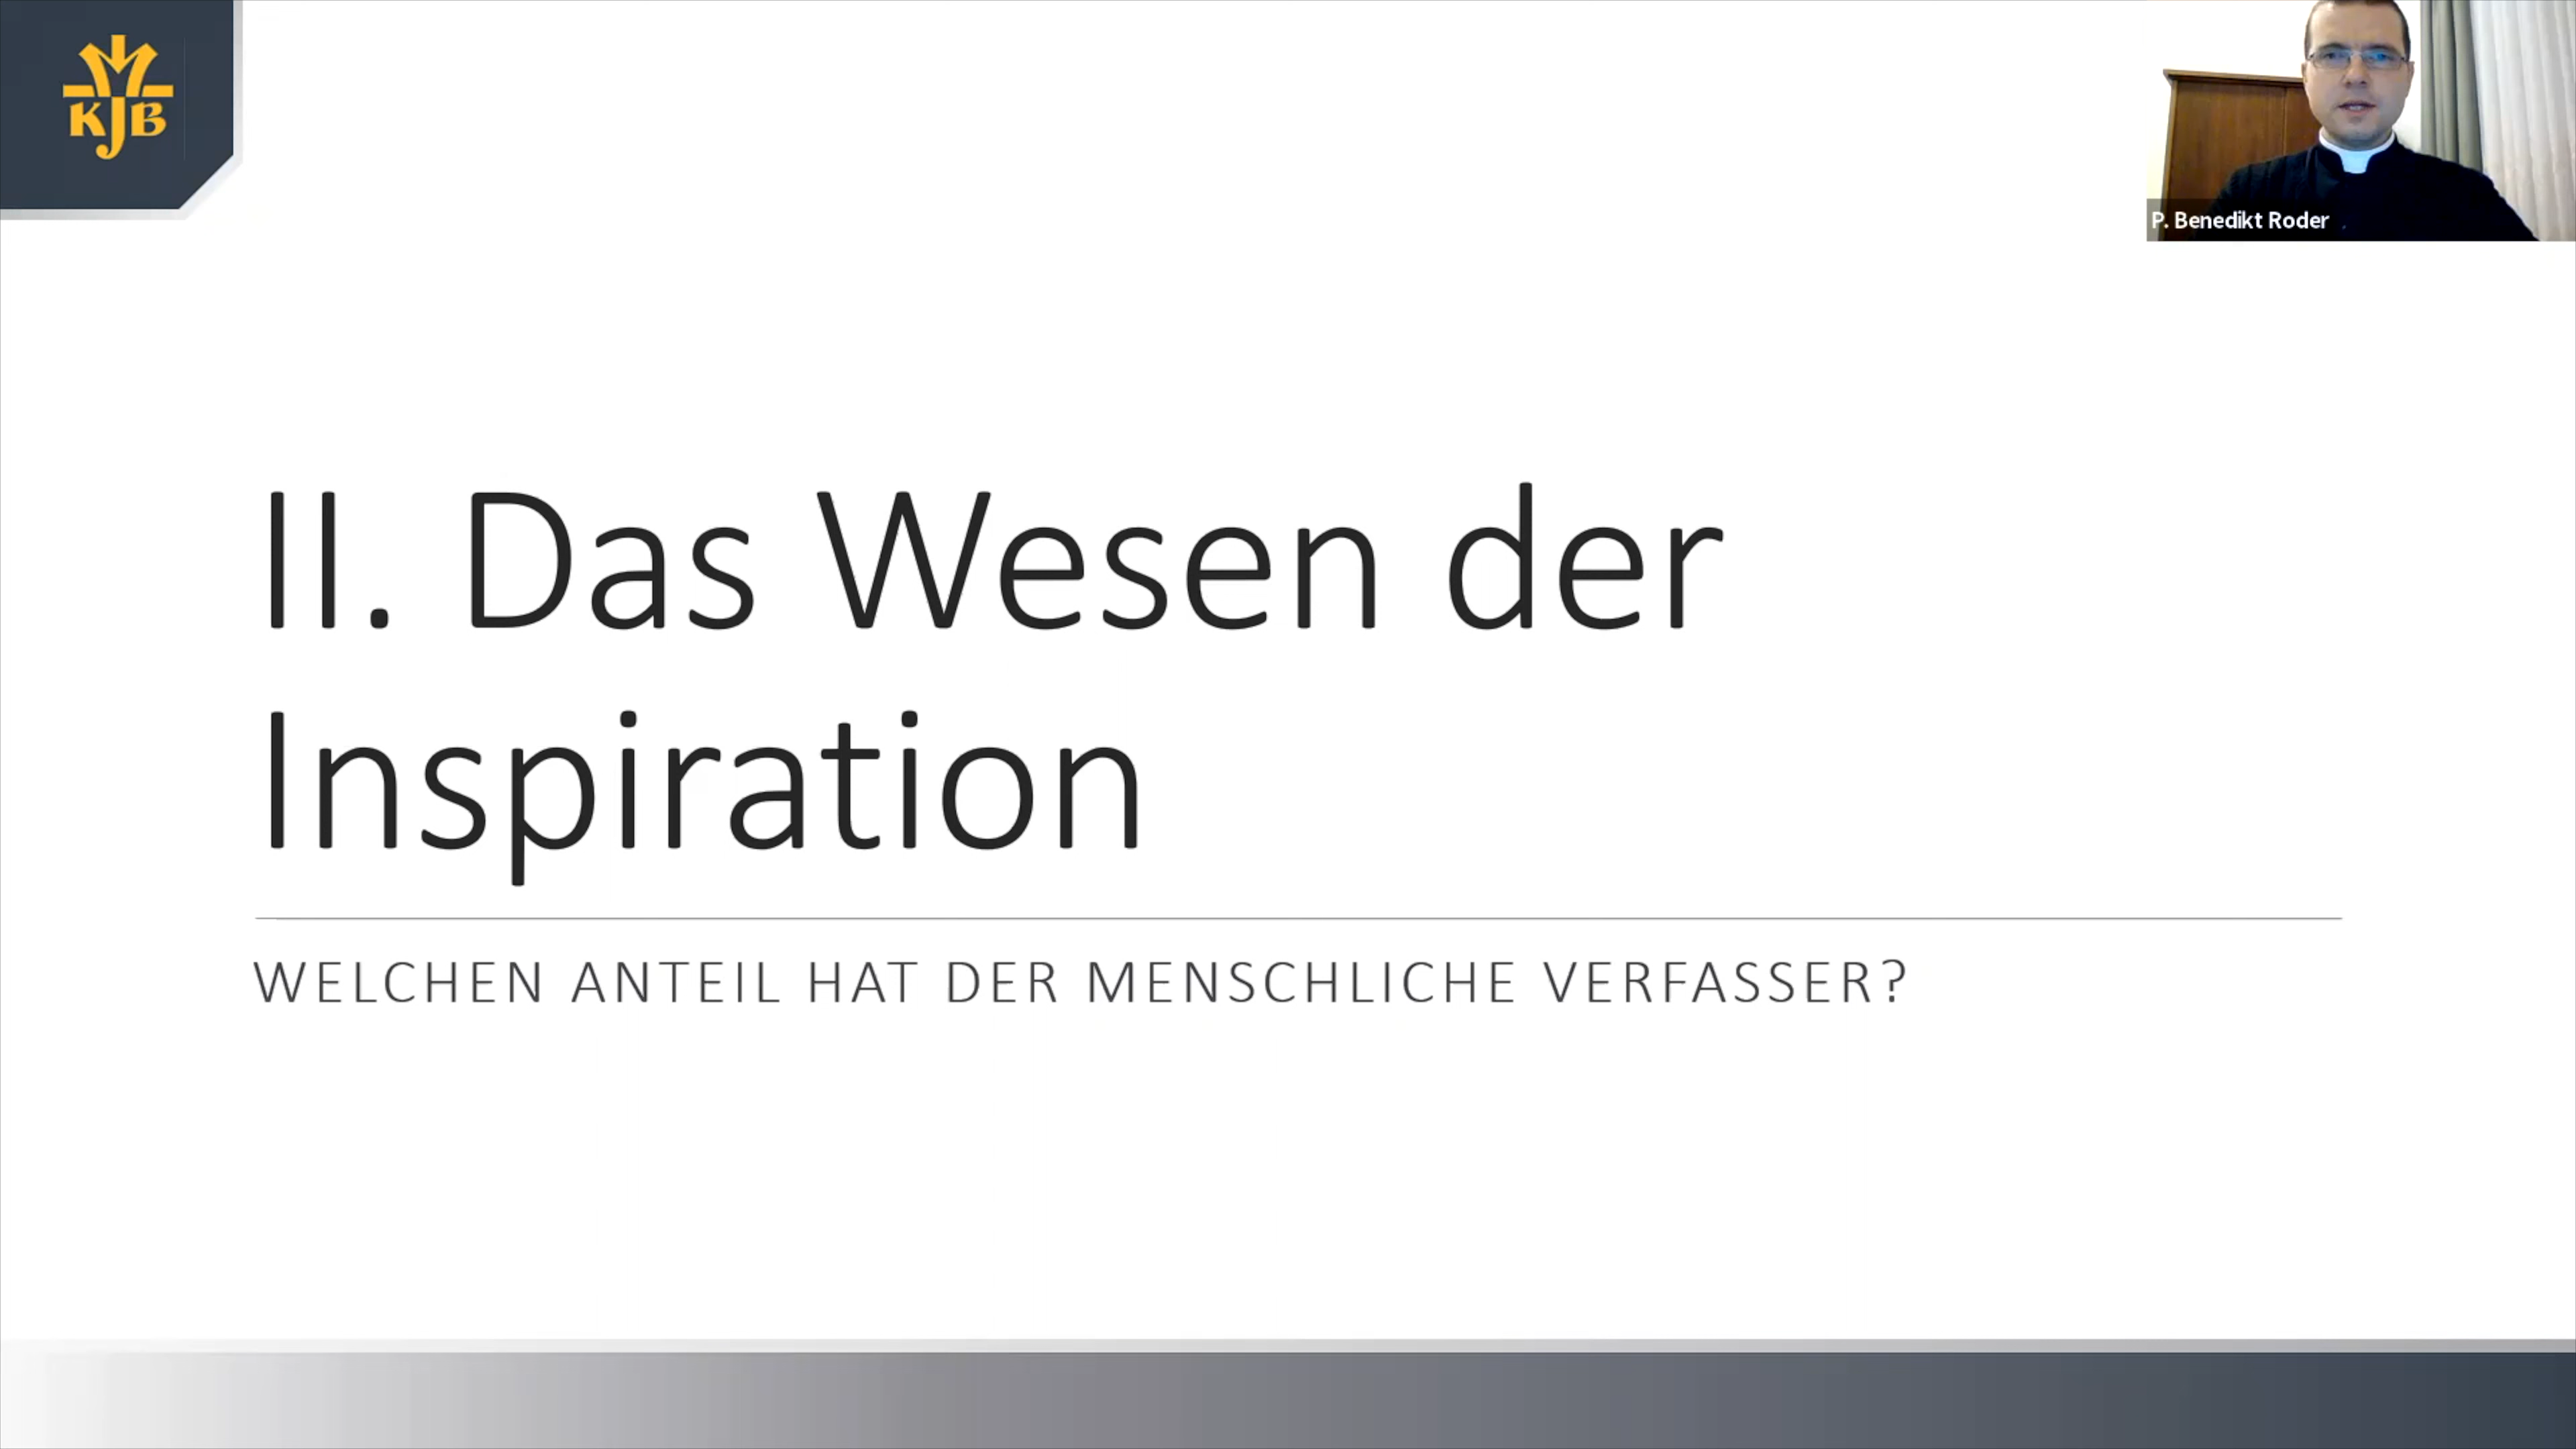 KJB
P. Benedikt Roder
II. Das Wesen der
Inspiration
WELCHEN ANTEIL HAT DER MENSCHLICHE VERFASSER?